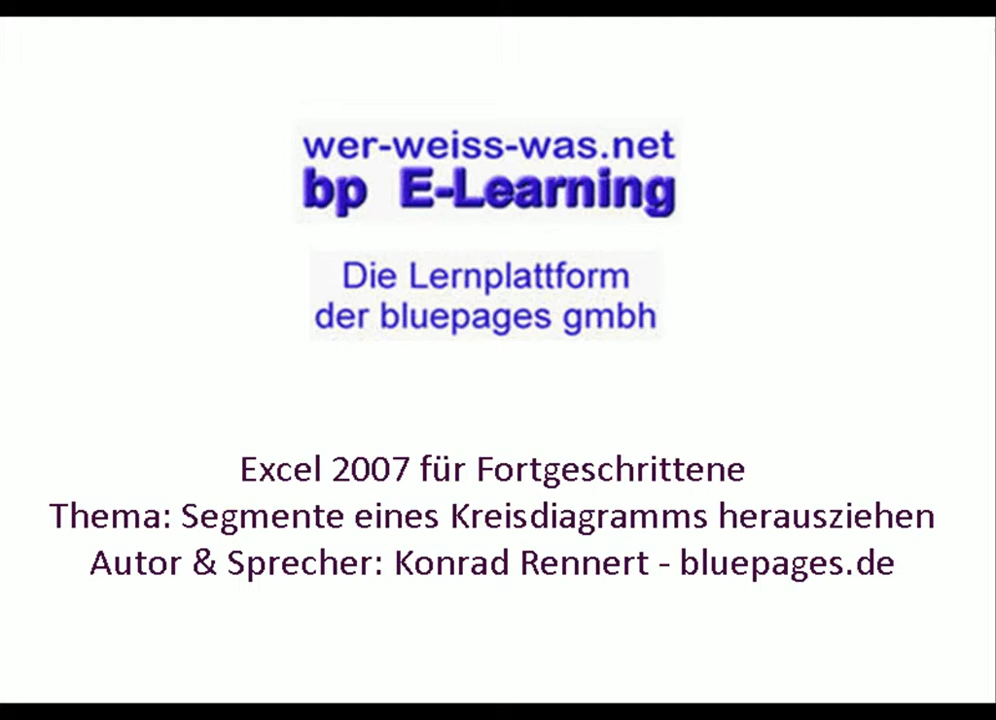 wer-weiss-was.net
bp E-Learning
Die Lernplattform
der bluepages gmbh
Excel 2007 für Fortgeschrittene
Thema: Segmente eines Kreisdiagramms herausziehen
Autor & Sprecher: Konrad Rennert - bluepages.de